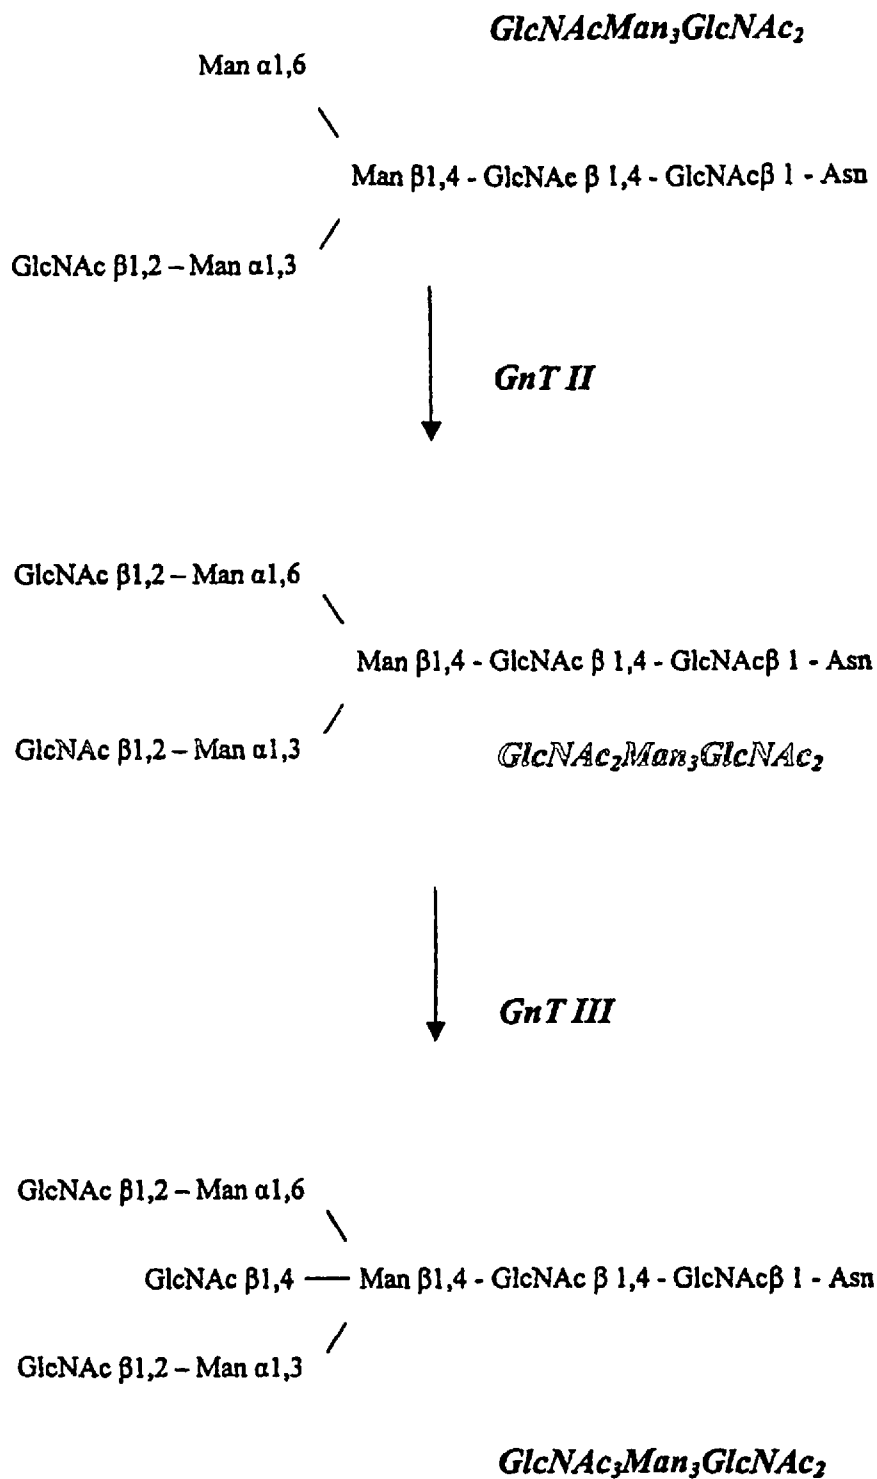 GlcNAcMan₃GlcNAc₂
Man α1,6
\
Man β1,4 - GlcNAc β 1,4 - GlcNAcβ 1 - Asn
/
GlcNAc β1,2 – Man α1,3
GnT II
GlcNAc β1,2 – Man α1,6
\
Man β1,4 - GlcNAc β 1,4 - GlcNAcβ 1 - Asn
/
GlcNAc β1,2 – Man α1,3
GlcNAc₂Man₃GlcNAc₂
GnT III
GlcNAc β1,2 – Man α1,6
\
GlcNAc β1,4 — Man β1,4 - GlcNAc β 1,4 - GlcNAcβ 1 - Asn
/
GlcNAc β1,2 – Man α1,3
GlcNAc₃Man₃GlcNAc₂